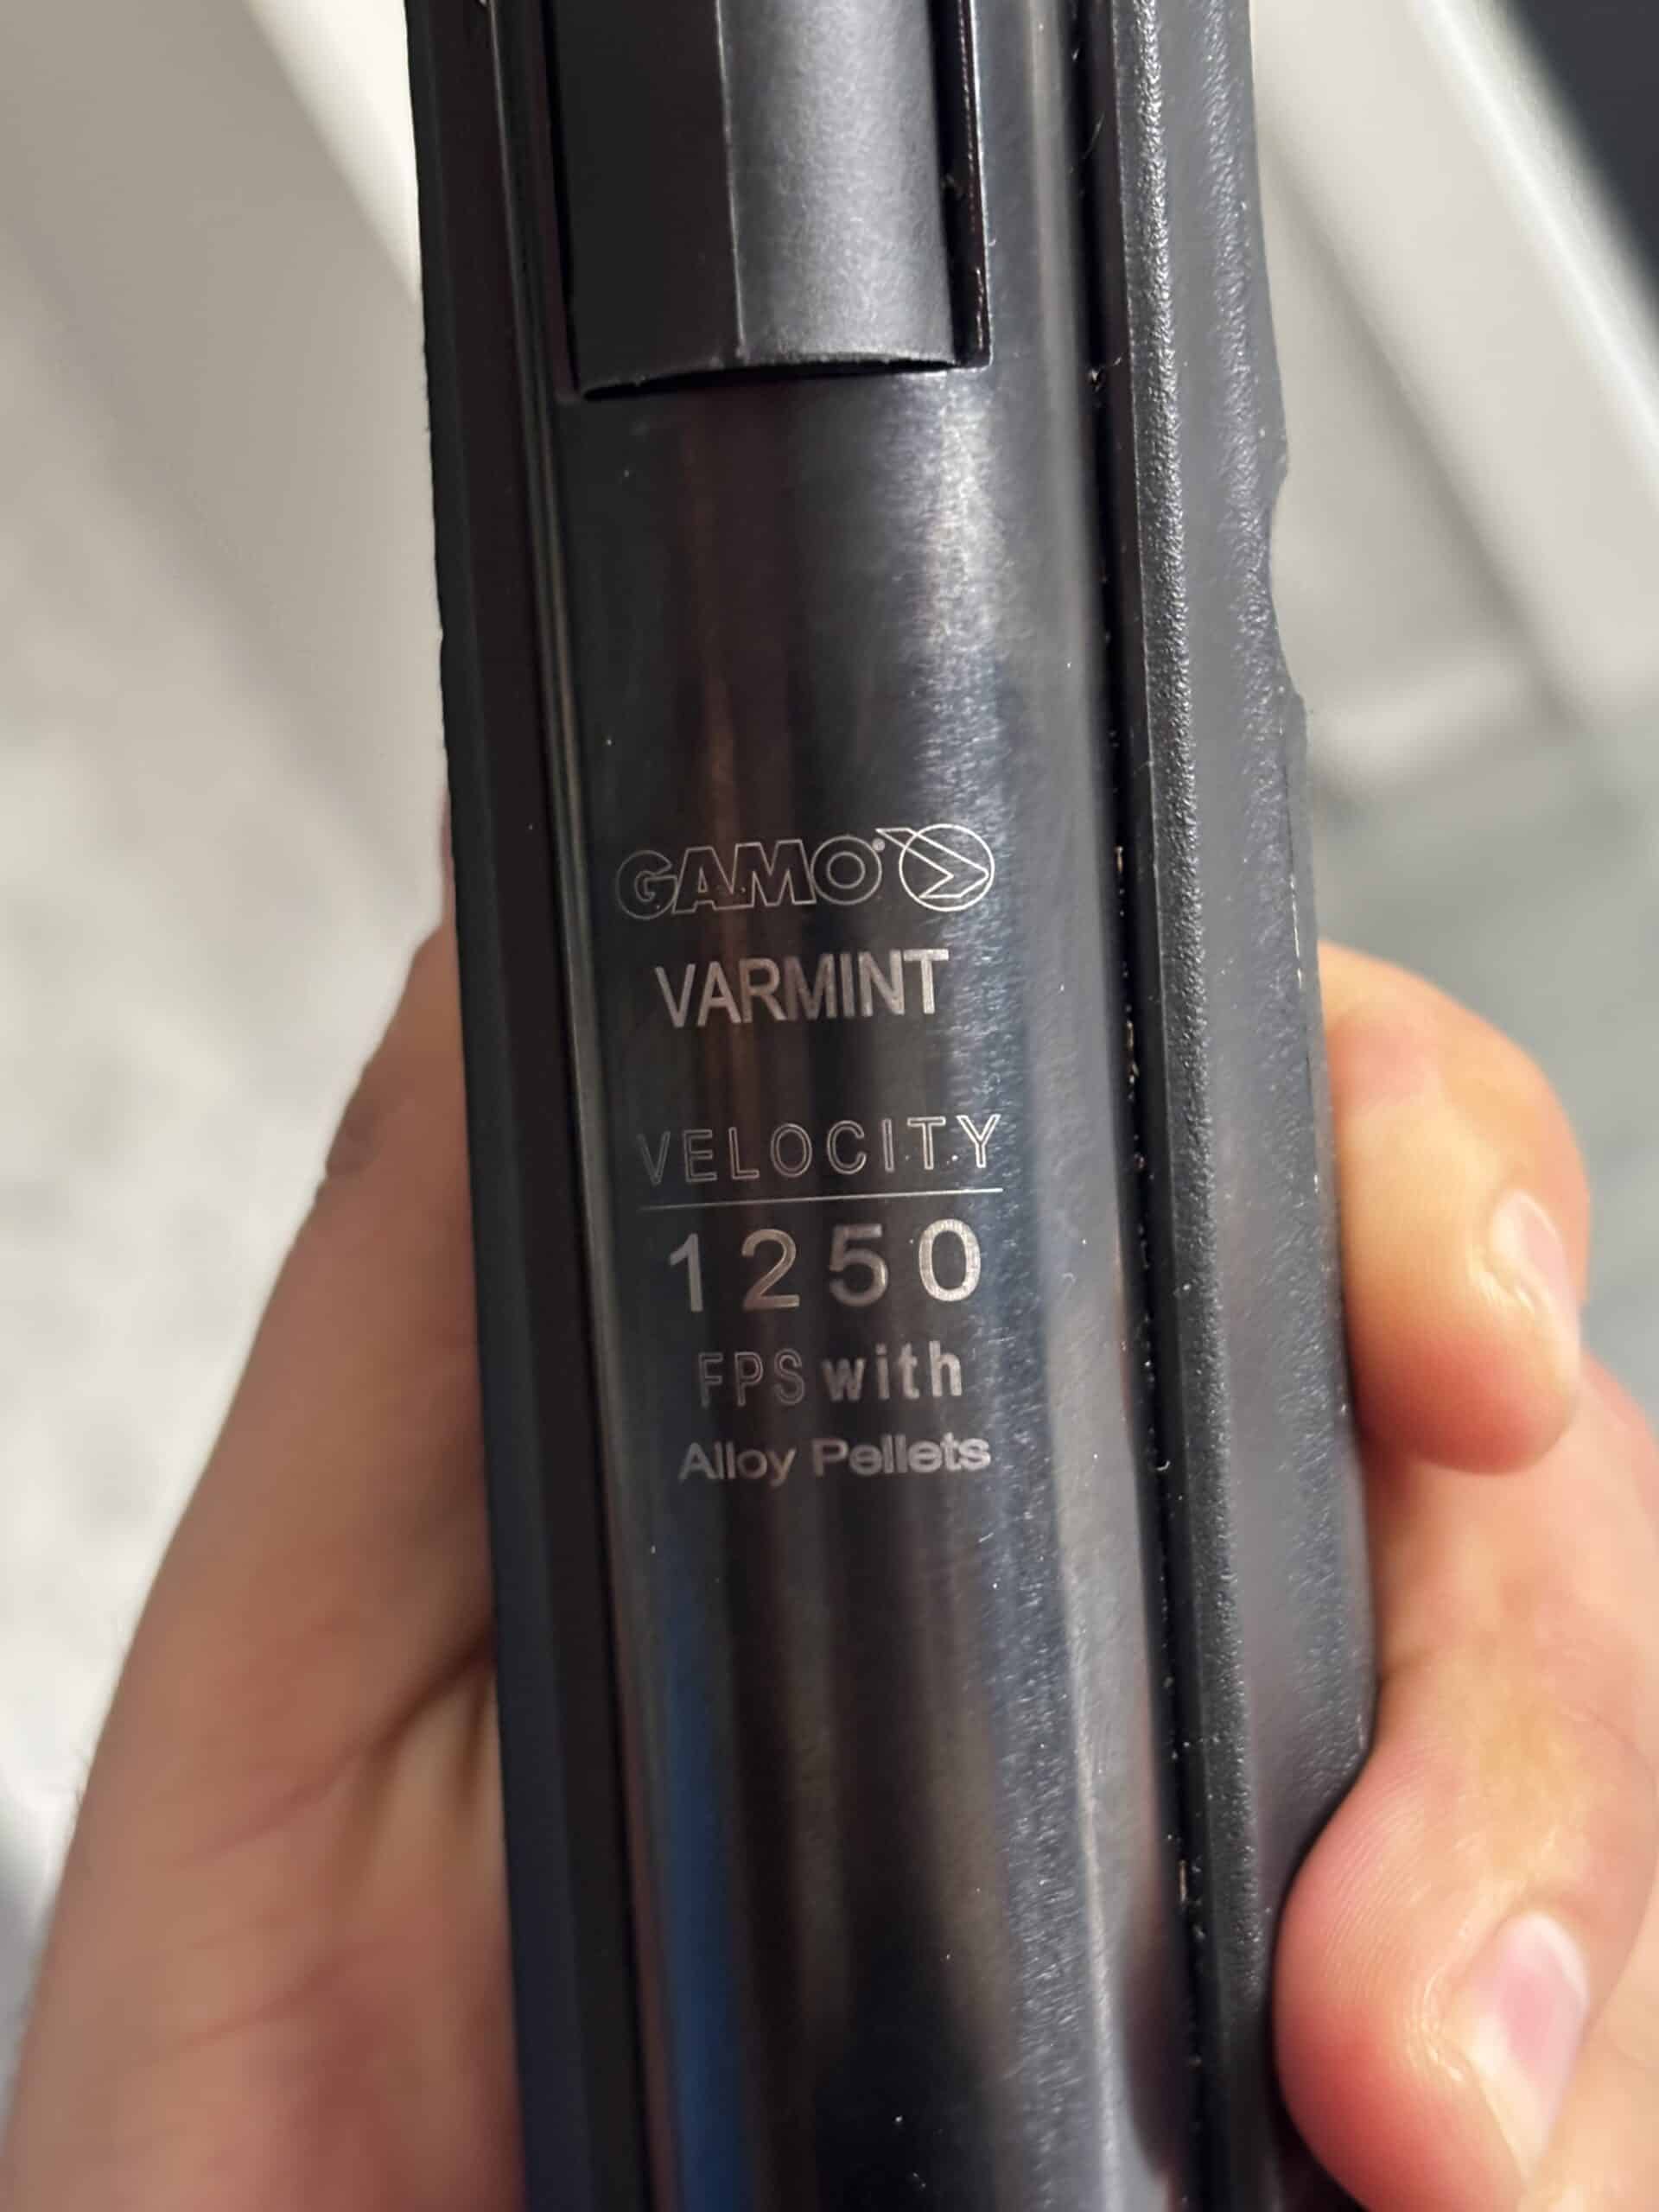 GAMO®
VARMINT
VELOCITY
1250
FPS with
Alloy Pellets